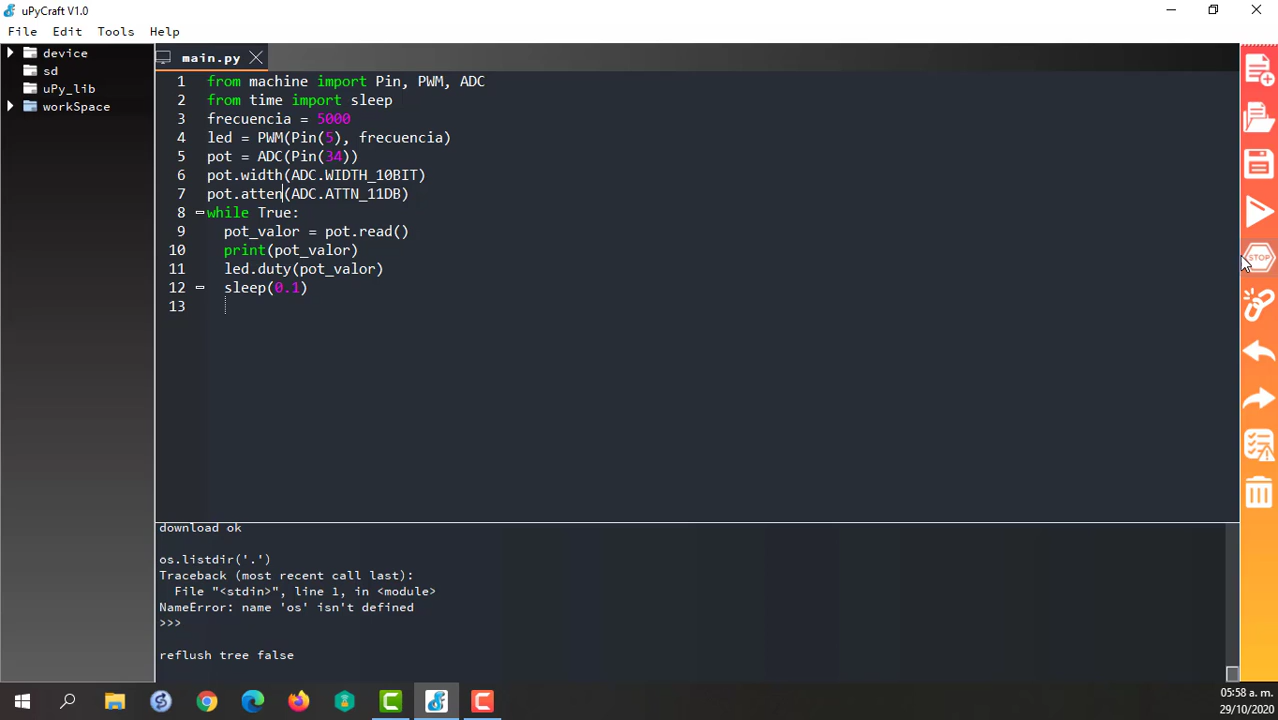 uPyCraft V1.0
File Edit Tools Help
device
sd
uPy_lib
workSpace
main.py
1 from machine import Pin, PWM, ADC
2 from time import sleep
3 frecuencia = 5000
4 led = PWM(Pin(5), frecuencia)
5 pot = ADC(Pin(34))
6 pot.width(ADC.WIDTH_10BIT)
7 pot.atten(ADC.ATTN_11DB)
8 while True:
9 pot_valor = pot.read()
10 print(pot_valor)
11 led.duty(pot_valor)
12 sleep(0.1)
13
STOP
download ok
os.listdir('.')
Traceback (most recent call last):
File "<stdin>", line 1, in <module>
NameError: name 'os' isn't defined
>>>
reflush tree false
05:58 a. m.
29/10/2020